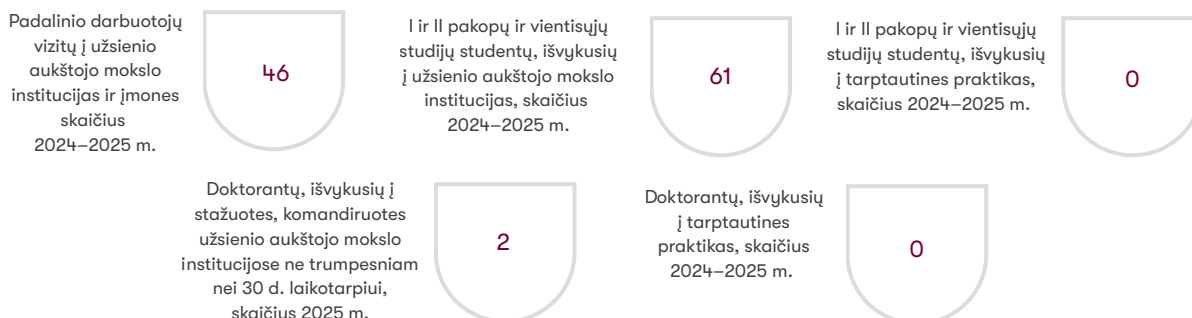 Padalinio darbuotojų
vizitų į užsienio
aukštojo mokslo
institucijas ir įmones
skaičius
2024–2025 m.
46
I ir II pakopų ir vientisųjų
studijų studentų, išvykusių
į užsienio aukštojo mokslo
institucijas, skaičius
2024–2025 m.
61
I ir II pakopų ir vientisųjų
studijų studentų, išvykusių
į tarptautines praktikas,
skaičius 2024–2025 m.
0
Doktorantų, išvykusių į
stažuotes, komandiruotes
užsienio aukštojo mokslo
institucijose ne trumpesniam
nei 30 d. laikotarpiui,
skaičius 2025 m.
2
Doktorantų, išvykusių
į tarptautines
praktikas, skaičius
2024–2025 m.
0